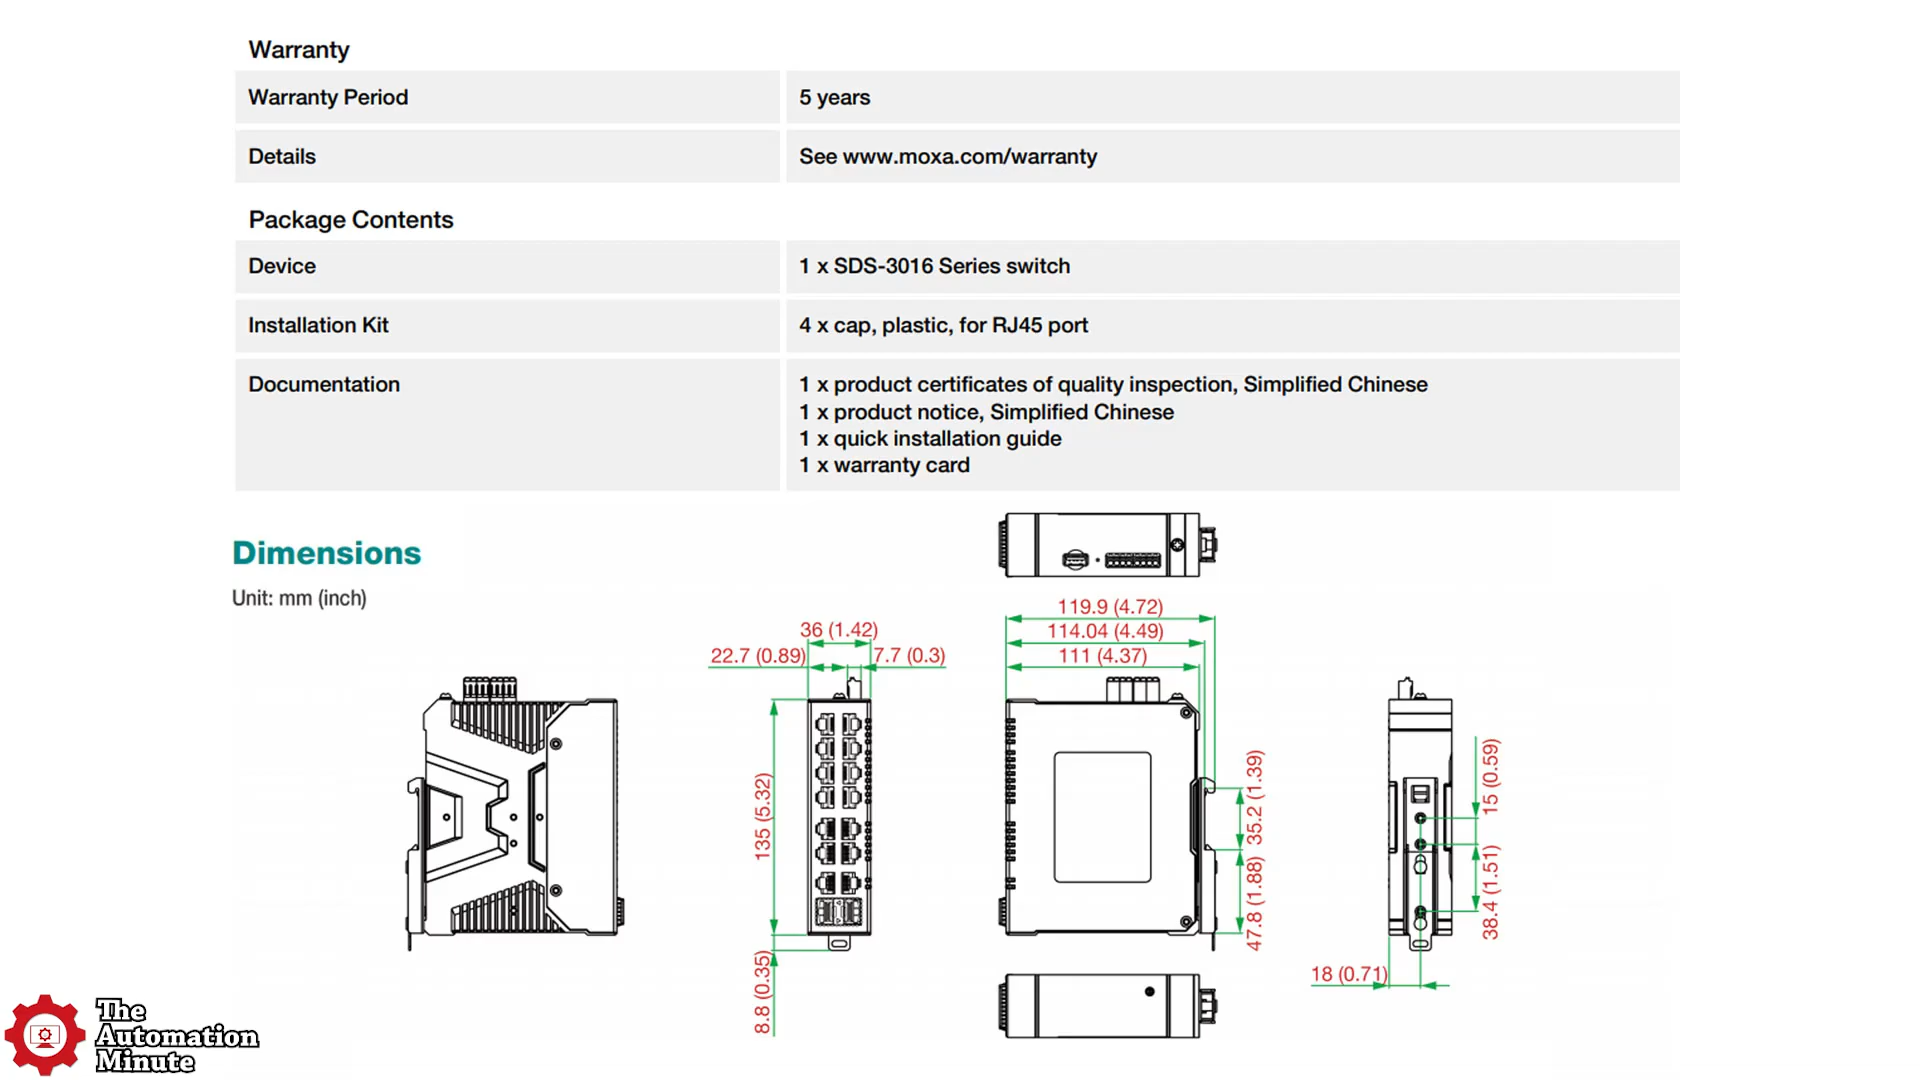 Warranty
Warranty Period
5 years
Details
See www.moxa.com/warranty
Package Contents
Device
1 x SDS-3016 Series switch
Installation Kit
4 x cap, plastic, for RJ45 port
Documentation
1 x product certificates of quality inspection, Simplified Chinese
1 x product notice, Simplified Chinese
1 x quick installation guide
1 x warranty card
Dimensions
Unit: mm (inch)
36 (1.42)
22.7 (0.89)
7.7 (0.3)
135 (5.32)
8.8 (0.35)
119.9 (4.72)
114.04 (4.49)
111 (4.37)
35.2 (1.39)
47.8 (1.88)
15 (0.59)
38.4 (1.51)
18 (0.71)
The
Automation
Minute